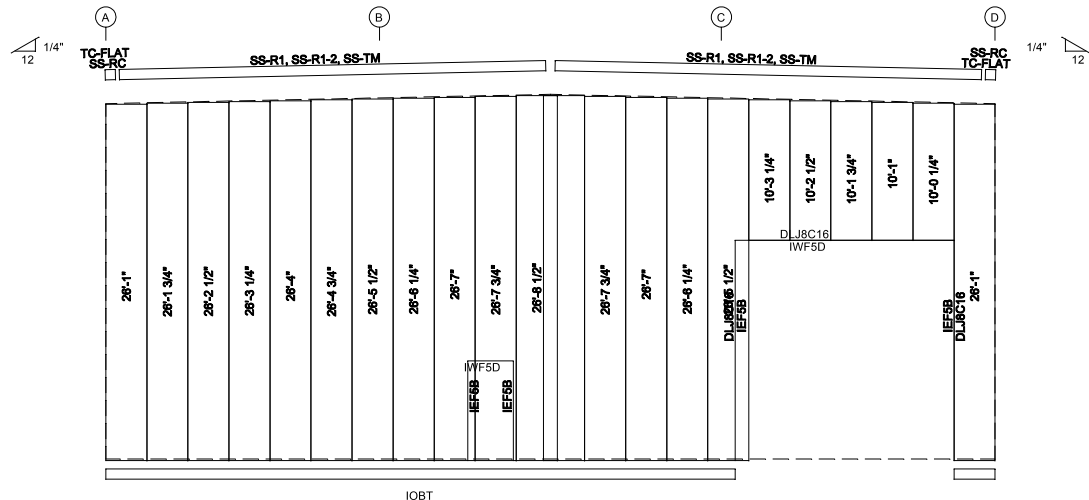 A
B
C
D
1/4"
12
TC-FLAT
SS-RC
SS-R1, SS-R1-2, SS-TM
SS-R1, SS-R1-2, SS-TM
SS-RC
TC-FLAT
1/4"
12
26'-1"
26'-1 3/4"
26'-2 1/2"
26'-3 1/4"
26'-4"
26'-4 3/4"
26'-5 1/2"
26'-6 1/4"
26'-7"
26'-7 3/4"
26'-8 1/2"
26'-7 3/4"
26'-7"
26'-6 1/4"
10'-3 1/4"
10'-2 1/2"
10'-1 3/4"
10'-1"
10'-0 1/4"
26'-1"
DLJ8C16
IWF5D
IEF5B
IEF5B
DLJ8C16
IWF5D
IEF5B
IEF5B
IOBT